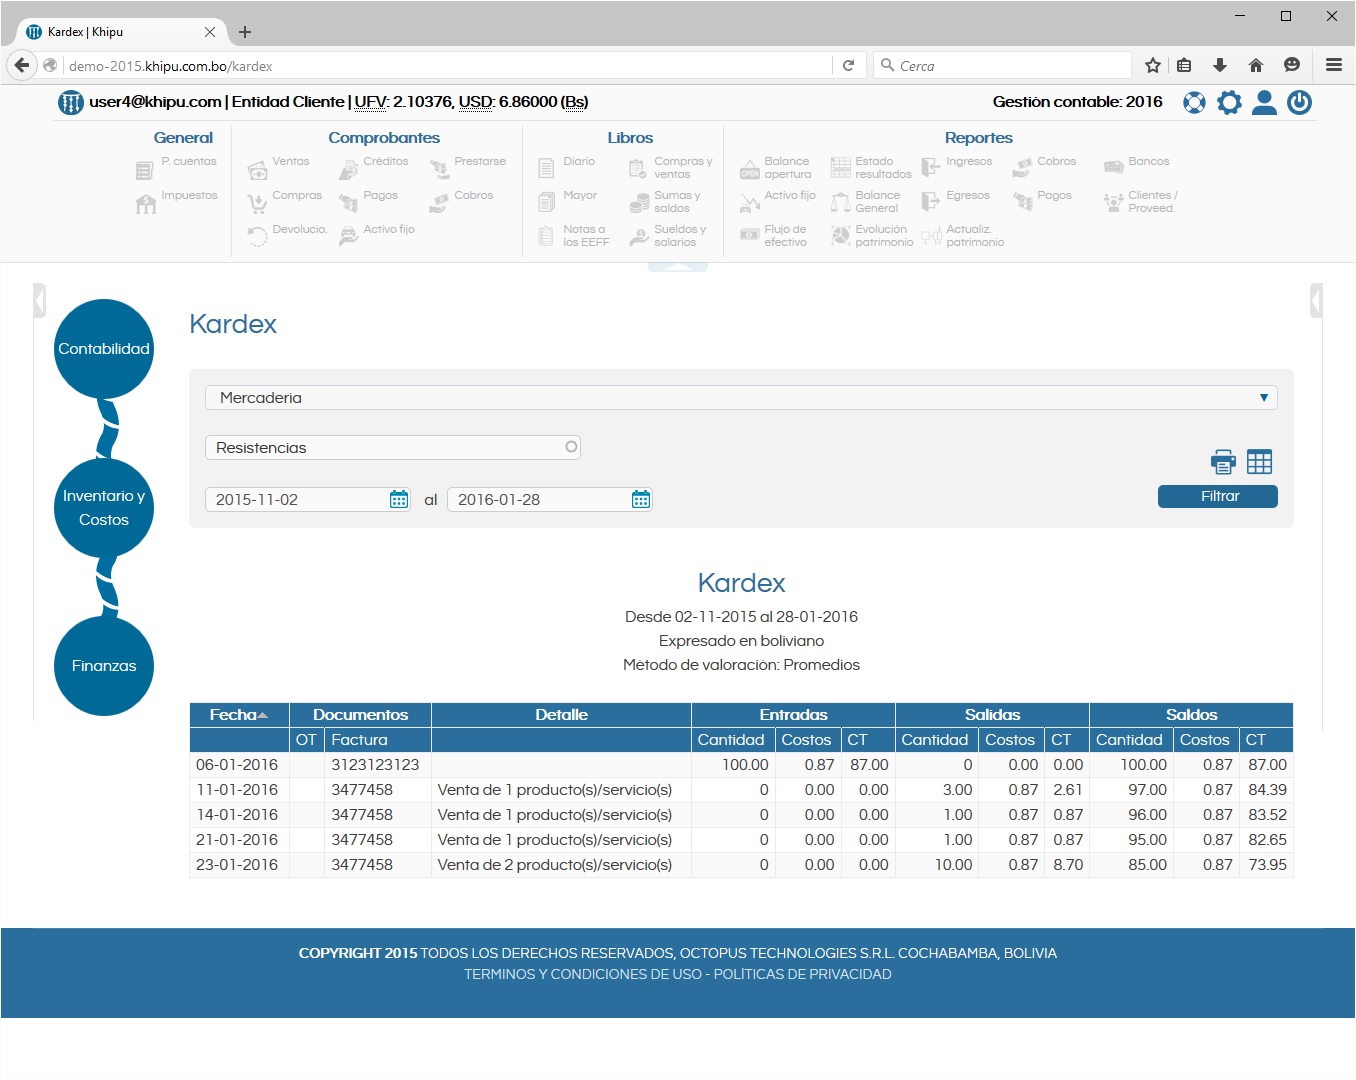 Kardex | Khipu
demo-2015.khipu.com.bo/kardex
Cerca
user4@khipu.com | Entidad Cliente | UFV: 2.10376, USD: 6.86000 (Bs)
Gestión contable: 2016
General
Comprobantes
Libros
Reportes
P. cuentas
Ventas
Créditos
Prestarse
Diario
Compras y ventas
Balance apertura
Estado resultados
Ingresos
Cobros
Bancos
Impuestos
Compras
Pagos
Cobros
Mayor
Sumas y saldos
Activo fijo
Balance General
Egresos
Pagos
Clientes / Proveed.
Devolucio.
Activo fijo
Notas a los EEFF
Sueldos y salarios
Flujo de efectivo
Evolución patrimonio
Actualiz. patrimonio
OPEN
Contabilidad
Inventario y
Costos
Finanzas
Kardex
Mercaderia
Resistencias
2015-11-02 al 2016-01-28
Filtrar
Kardex
Desde 02-11-2015 al 28-01-2016
Expresado en boliviano
Método de valoración: Promedios
Fecha Documentos Detalle Entradas Salidas Saldos
OT Factura Cantidad Costos CT Cantidad Costos CT Cantidad Costos CT
06-01-2016 3123123123 100.00 0.87 87.00 0 0.00 0.00 100.00 0.87 87.00
11-01-2016 3477458 Venta de 1 producto(s)/servicio(s) 0 0.00 0.00 3.00 0.87 2.61 97.00 0.87 84.39
14-01-2016 3477458 Venta de 1 producto(s)/servicio(s) 0 0.00 0.00 1.00 0.87 0.87 96.00 0.87 83.52
21-01-2016 3477458 Venta de 1 producto(s)/servicio(s) 0 0.00 0.00 1.00 0.87 0.87 95.00 0.87 82.65
23-01-2016 3477458 Venta de 2 producto(s)/servicio(s) 0 0.00 0.00 10.00 0.87 8.70 85.00 0.87 73.95
COPYRIGHT 2015 TODOS LOS DERECHOS RESERVADOS, OCTOPUS TECHNOLOGIES S.R.L. COCHABAMBA, BOLIVIA
TERMINOS Y CONDICIONES DE USO - POLITICAS DE PRIVACIDAD